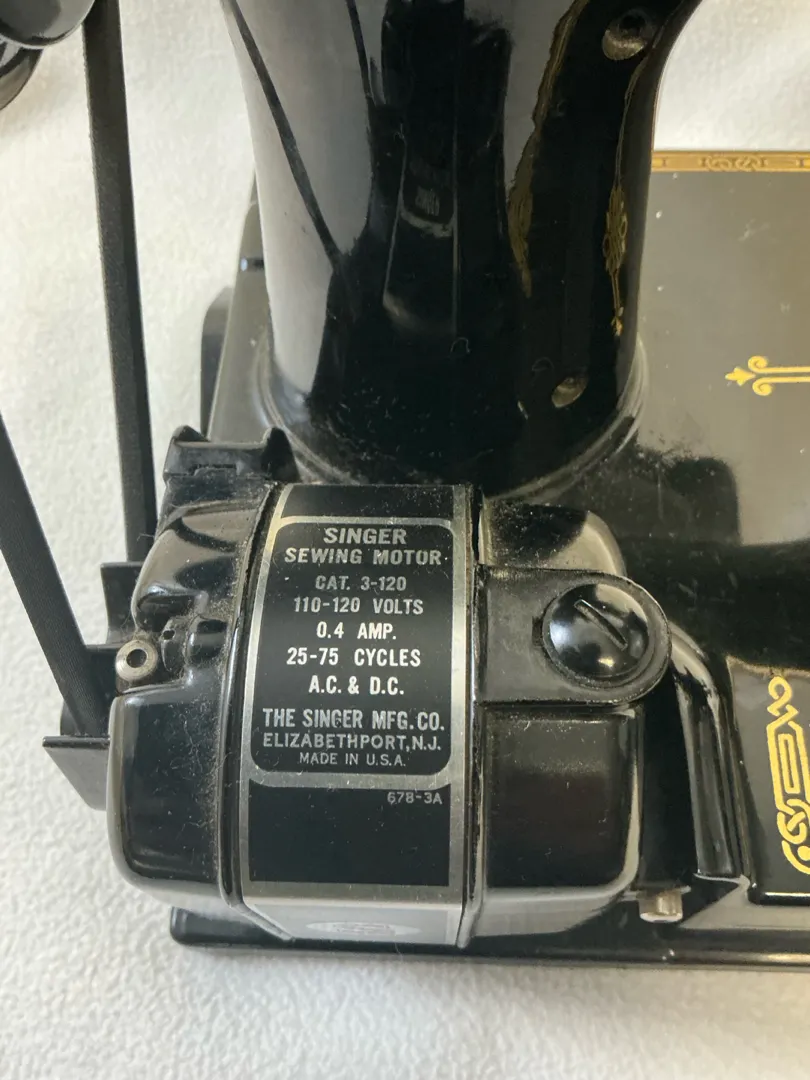 SINGER
SEWING MOTOR
CAT. 3-120
110-120 VOLTS
0.4 AMP.
25-75 CYCLES
A.C. & D.C.
THE SINGER MFG. CO.
ELIZABETHPORT, N.J.
MADE IN U.S.A.
678-3A